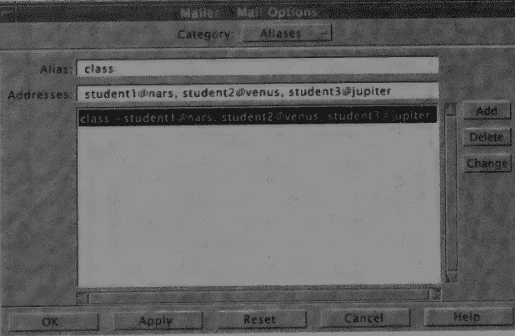 Mailer - Mail Options
Category: Aliases
Alias: class
Addresses: student1@nars, student2@venus, student3@jupiter
class - student1@nars, student2@venus, student3@jupiter
Add
Delete
Change
OK Apply Reset Cancel Help